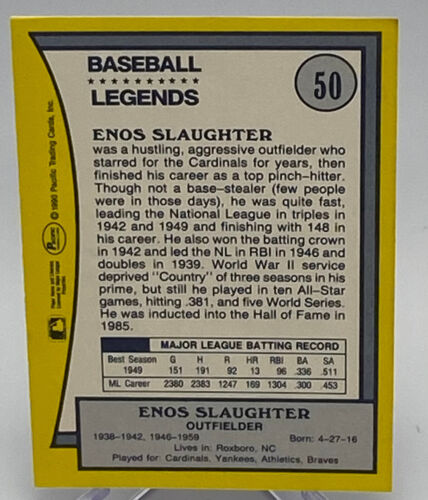 BASEBALL
LEGENDS
50
ENOS SLAUGHTER
was a hustling, aggressive outfielder who
starred for the Cardinals for years, then
finished his career as a top pinch-hitter.
Though not a base-stealer (few people
were in those days), he was quite fast,
leading the National League in triples in
1942 and 1949 and finishing with 148 in
his career. He also won the batting crown
in 1942 and led the NL in RBI in 1946 and
doubles in 1939. World War II service
deprived "Country" of three seasons in his
prime, but still he played in ten All-Star
games, hitting .381, and five World Series.
He was inducted into the Hall of Fame in
1985.
MAJOR LEAGUE BATTING RECORD
Best Season G H R HR RBI BA SA
1949 151 191 92 13 96 .336 .511
ML Career 2380 2383 1247 169 1304 .300 .453
ENOS SLAUGHTER
OUTFIELDER
1938-1942, 1946-1959 Born: 4-27-16
Lives in: Roxboro, NC
Played for: Cardinals, Yankees, Athletics, Braves
© 1990 Pacific Trading Cards, Inc.